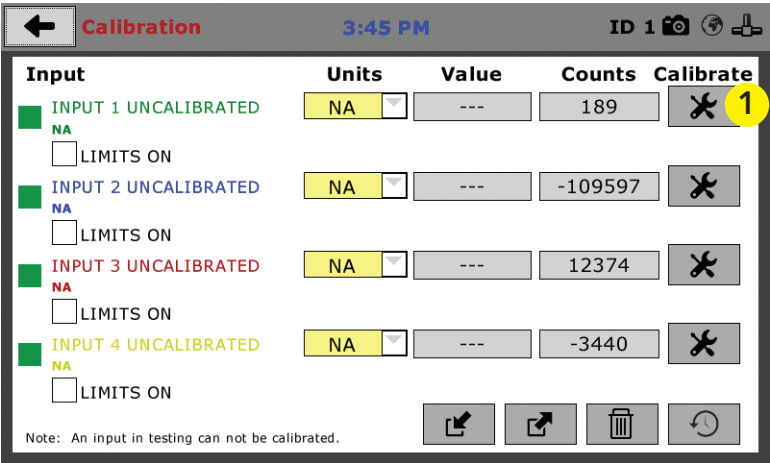 Calibration 3:45 PM ID 1
Input Units Value Counts Calibrate
INPUT 1 UNCALIBRATED NA --- 189 1
NA
LIMITS ON
INPUT 2 UNCALIBRATED NA --- -109597
NA
LIMITS ON
INPUT 3 UNCALIBRATED NA --- 12374
NA
LIMITS ON
INPUT 4 UNCALIBRATED NA --- -3440
NA
LIMITS ON
Note: An input in testing can not be calibrated.